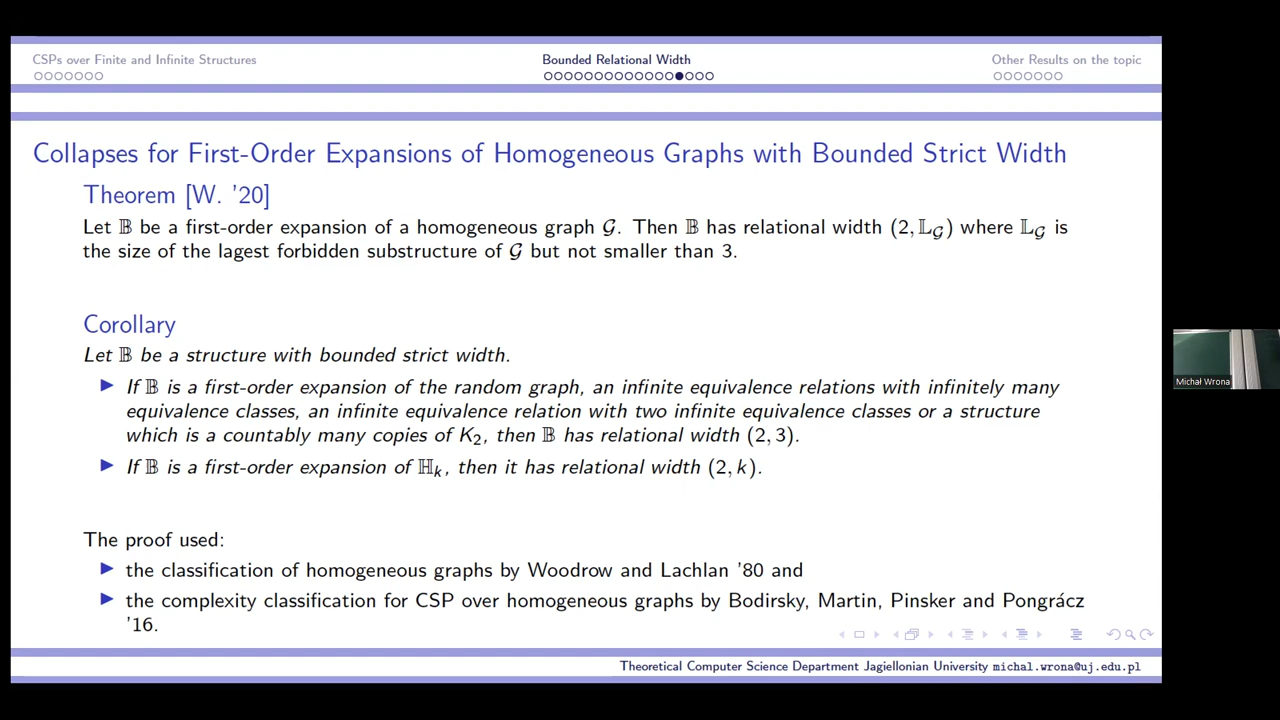 CSPs over Finite and Infinite Structures
Bounded Relational Width
Other Results on the topic
Collapses for First-Order Expansions of Homogeneous Graphs with Bounded Strict Width
Theorem [W. '20]
Let 𝔹 be a first-order expansion of a homogeneous graph 𝒢. Then 𝔹 has relational width (2, 𝕃_𝒢) where 𝕃_𝒢 is
the size of the lagest forbidden substructure of 𝒢 but not smaller than 3.
Corollary
Let 𝔹 be a structure with bounded strict width.
▶ If 𝔹 is a first-order expansion of the random graph, an infinite equivalence relations with infinitely many
equivalence classes, an infinite equivalence relation with two infinite equivalence classes or a structure
which is a countably many copies of K₂, then 𝔹 has relational width (2, 3).
▶ If 𝔹 is a first-order expansion of ℍₖ, then it has relational width (2, k).
The proof used:
▶ the classification of homogeneous graphs by Woodrow and Lachlan '80 and
▶ the complexity classification for CSP over homogeneous graphs by Bodirsky, Martin, Pinsker and Pongrácz
'16.
Theoretical Computer Science Department Jagiellonian University michal.wrona@uj.edu.pl
Michał Wrona